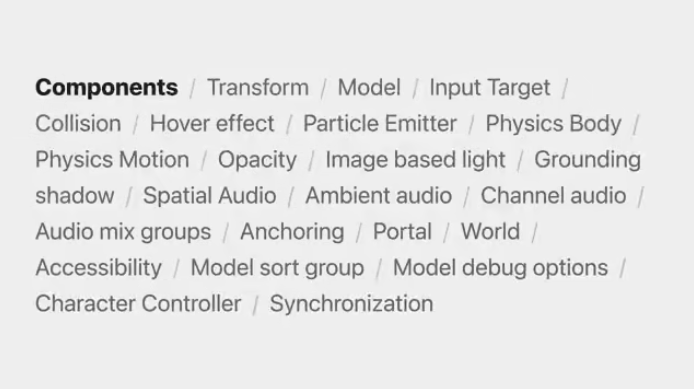 Components / Transform / Model / Input Target /
Collision / Hover effect / Particle Emitter / Physics Body /
Physics Motion / Opacity / Image based light / Grounding
shadow / Spatial Audio / Ambient audio / Channel audio /
Audio mix groups / Anchoring / Portal / World /
Accessibility / Model sort group / Model debug options /
Character Controller / Synchronization